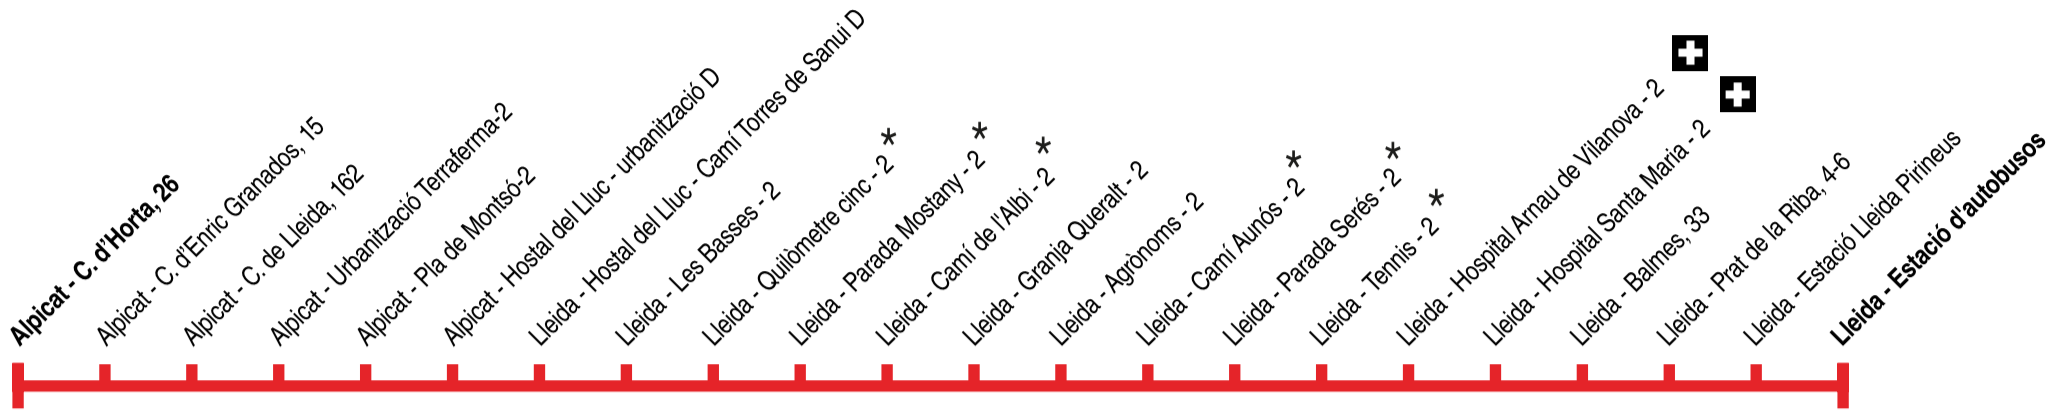 Alpicat - C. d'Horta, 26
Alpicat - C. d'Enric Granados, 15
Alpicat - C. de Lleida, 162
Alpicat - Urbanització Terraferma-2
Alpicat - Pla de Montsó-2
Alpicat - Hostal del Lluc - urbanització D
Lleida - Hostal del Lluc - Camí Torres de Sanui D
Lleida - Les Basses - 2
Lleida - Quilòmetre cinc - 2 *
Lleida - Parada Mostany - 2 *
Lleida - Camí de l'Albi - 2 *
Lleida - Granja Queralt - 2
Lleida - Agrònoms - 2
Lleida - Camí Aunós - 2 *
Lleida - Parada Serés - 2 *
Lleida - Tennis - 2 *
Lleida - Hospital Arnau de Vilanova - 2
Lleida - Hospital Santa Maria - 2
Lleida - Balmes, 33
Lleida - Prat de la Riba, 4-6
Lleida - Estació Lleida Pirineus
Lleida - Estació d'autobusos